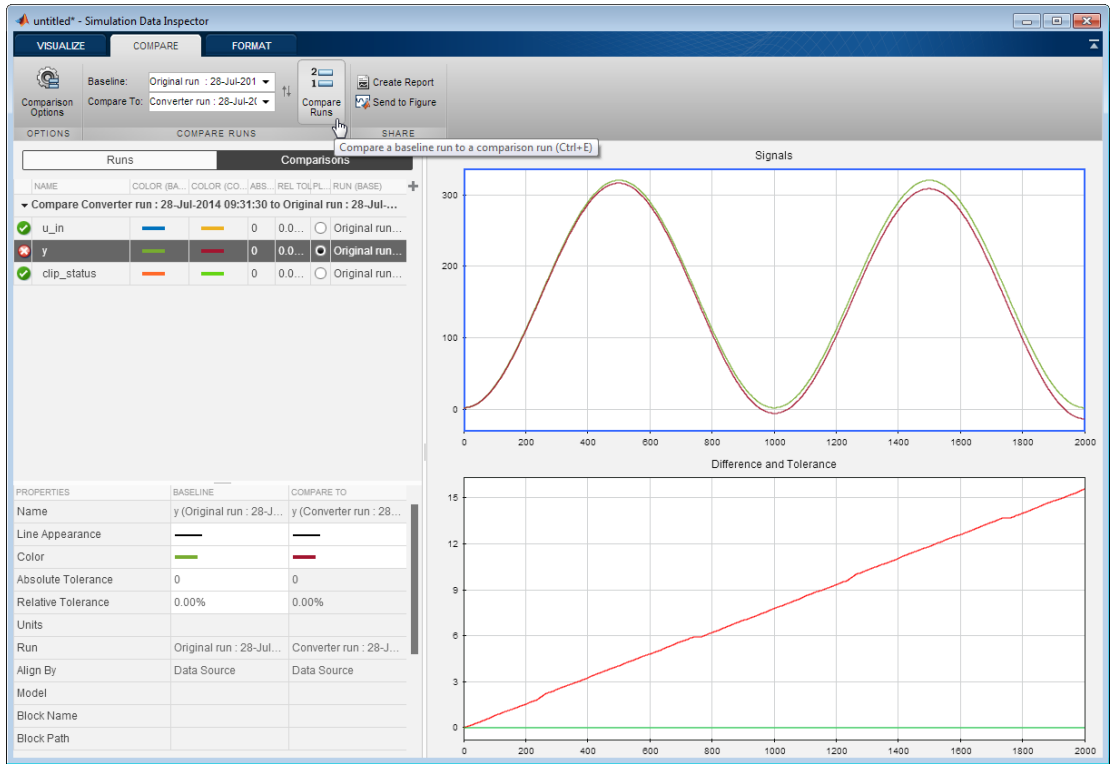 untitled* - Simulation Data Inspector
VISUALIZE COMPARE FORMAT
Baseline: Original run : 28-Jul-201
Compare To: Converter run : 28-Jul-2(
Comparison Options
2
1
Compare Runs
Create Report
Send to Figure
OPTIONS COMPARE RUNS SHARE
Compare a baseline run to a comparison run (Ctrl+E)
Runs Comparisons
NAME COLOR (BA... COLOR (CO... ABS... REL TOL PL... RUN (BASE)
Compare Converter run : 28-Jul-2014 09:31:30 to Original run : 28-Jul-...
u_in 0 0.0... Original run...
y 0 0.0... Original run...
clip_status 0 0.0... Original run...
PROPERTIES BASELINE COMPARE TO
Name y (Original run : 28-J... y (Converter run : 28...
Line Appearance
Color
Absolute Tolerance 0 0
Relative Tolerance 0.00% 0.00%
Units
Run Original run : 28-Jul... Converter run : 28-J...
Align By Data Source Data Source
Model
Block Name
Block Path
Signals
300
200
100
0
0 200 400 600 800 1000 1200 1400 1600 1800 2000
Difference and Tolerance
15
12
9
6
3
0
0 200 400 600 800 1000 1200 1400 1600 1800 2000